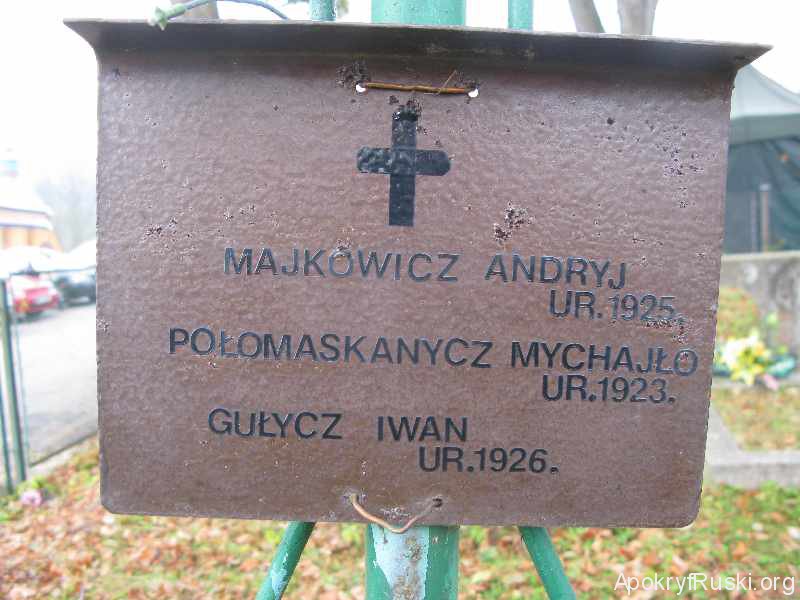 MAJKOWICZ ANDRYJ
UR.1925.
POŁOMASKANYCZ MYCHAJŁO
UR.1923.
GUŁYCZ IWAN
UR.1926.
ApokryfRuski.org